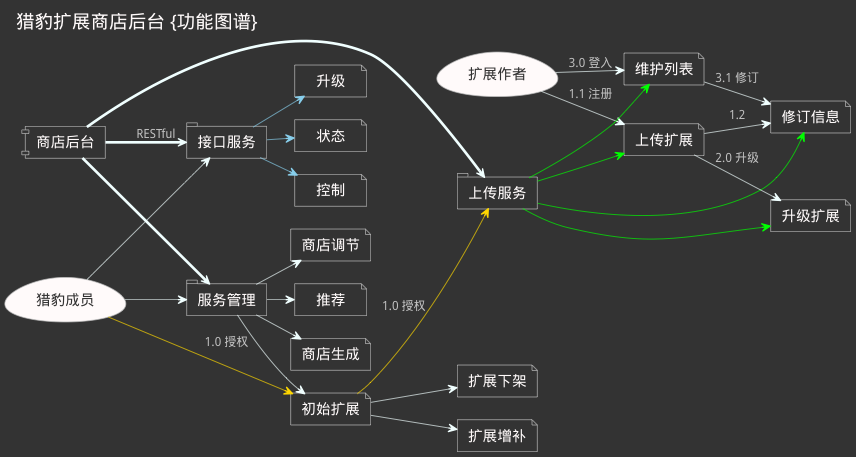 猎豹扩展商店后台 {功能图谱}
扩展作者
3.0 登入
维护列表
3.1 修订
升级
1.1 注册
修订信息
商店后台
RESTful
接口服务
状态
上传扩展
1.2
2.0 升级
控制
上传服务
升级扩展
商店调节
猎豹成员
服务管理
推荐
1.0 授权
1.0 授权
商店生成
扩展下架
初始扩展
扩展增补